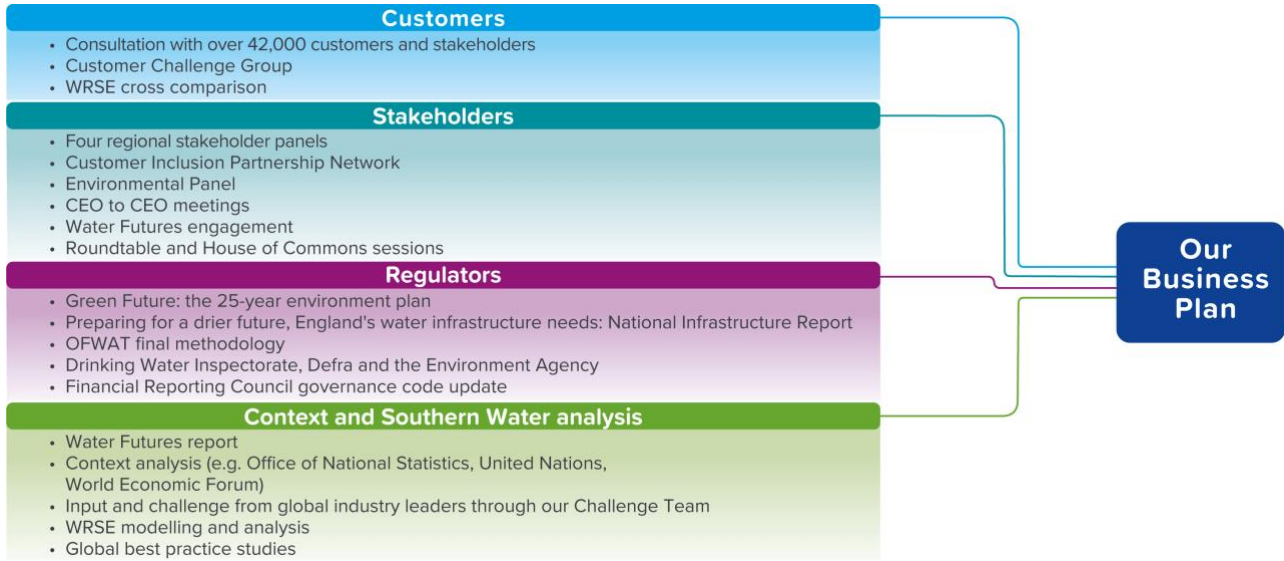 Customers
• Consultation with over 42,000 customers and stakeholders
• Customer Challenge Group
• WRSE cross comparison
Stakeholders
• Four regional stakeholder panels
• Customer Inclusion Partnership Network
• Environmental Panel
• CEO to CEO meetings
• Water Futures engagement
• Roundtable and House of Commons sessions
Regulators
• Green Future: the 25-year environment plan
• Preparing for a drier future, England's water infrastructure needs: National Infrastructure Report
• OFWAT final methodology
• Drinking Water Inspectorate, Defra and the Environment Agency
• Financial Reporting Council governance code update
Context and Southern Water analysis
• Water Futures report
• Context analysis (e.g. Office of National Statistics, United Nations,
World Economic Forum)
• Input and challenge from global industry leaders through our Challenge Team
• WRSE modelling and analysis
• Global best practice studies
Our
Business
Plan